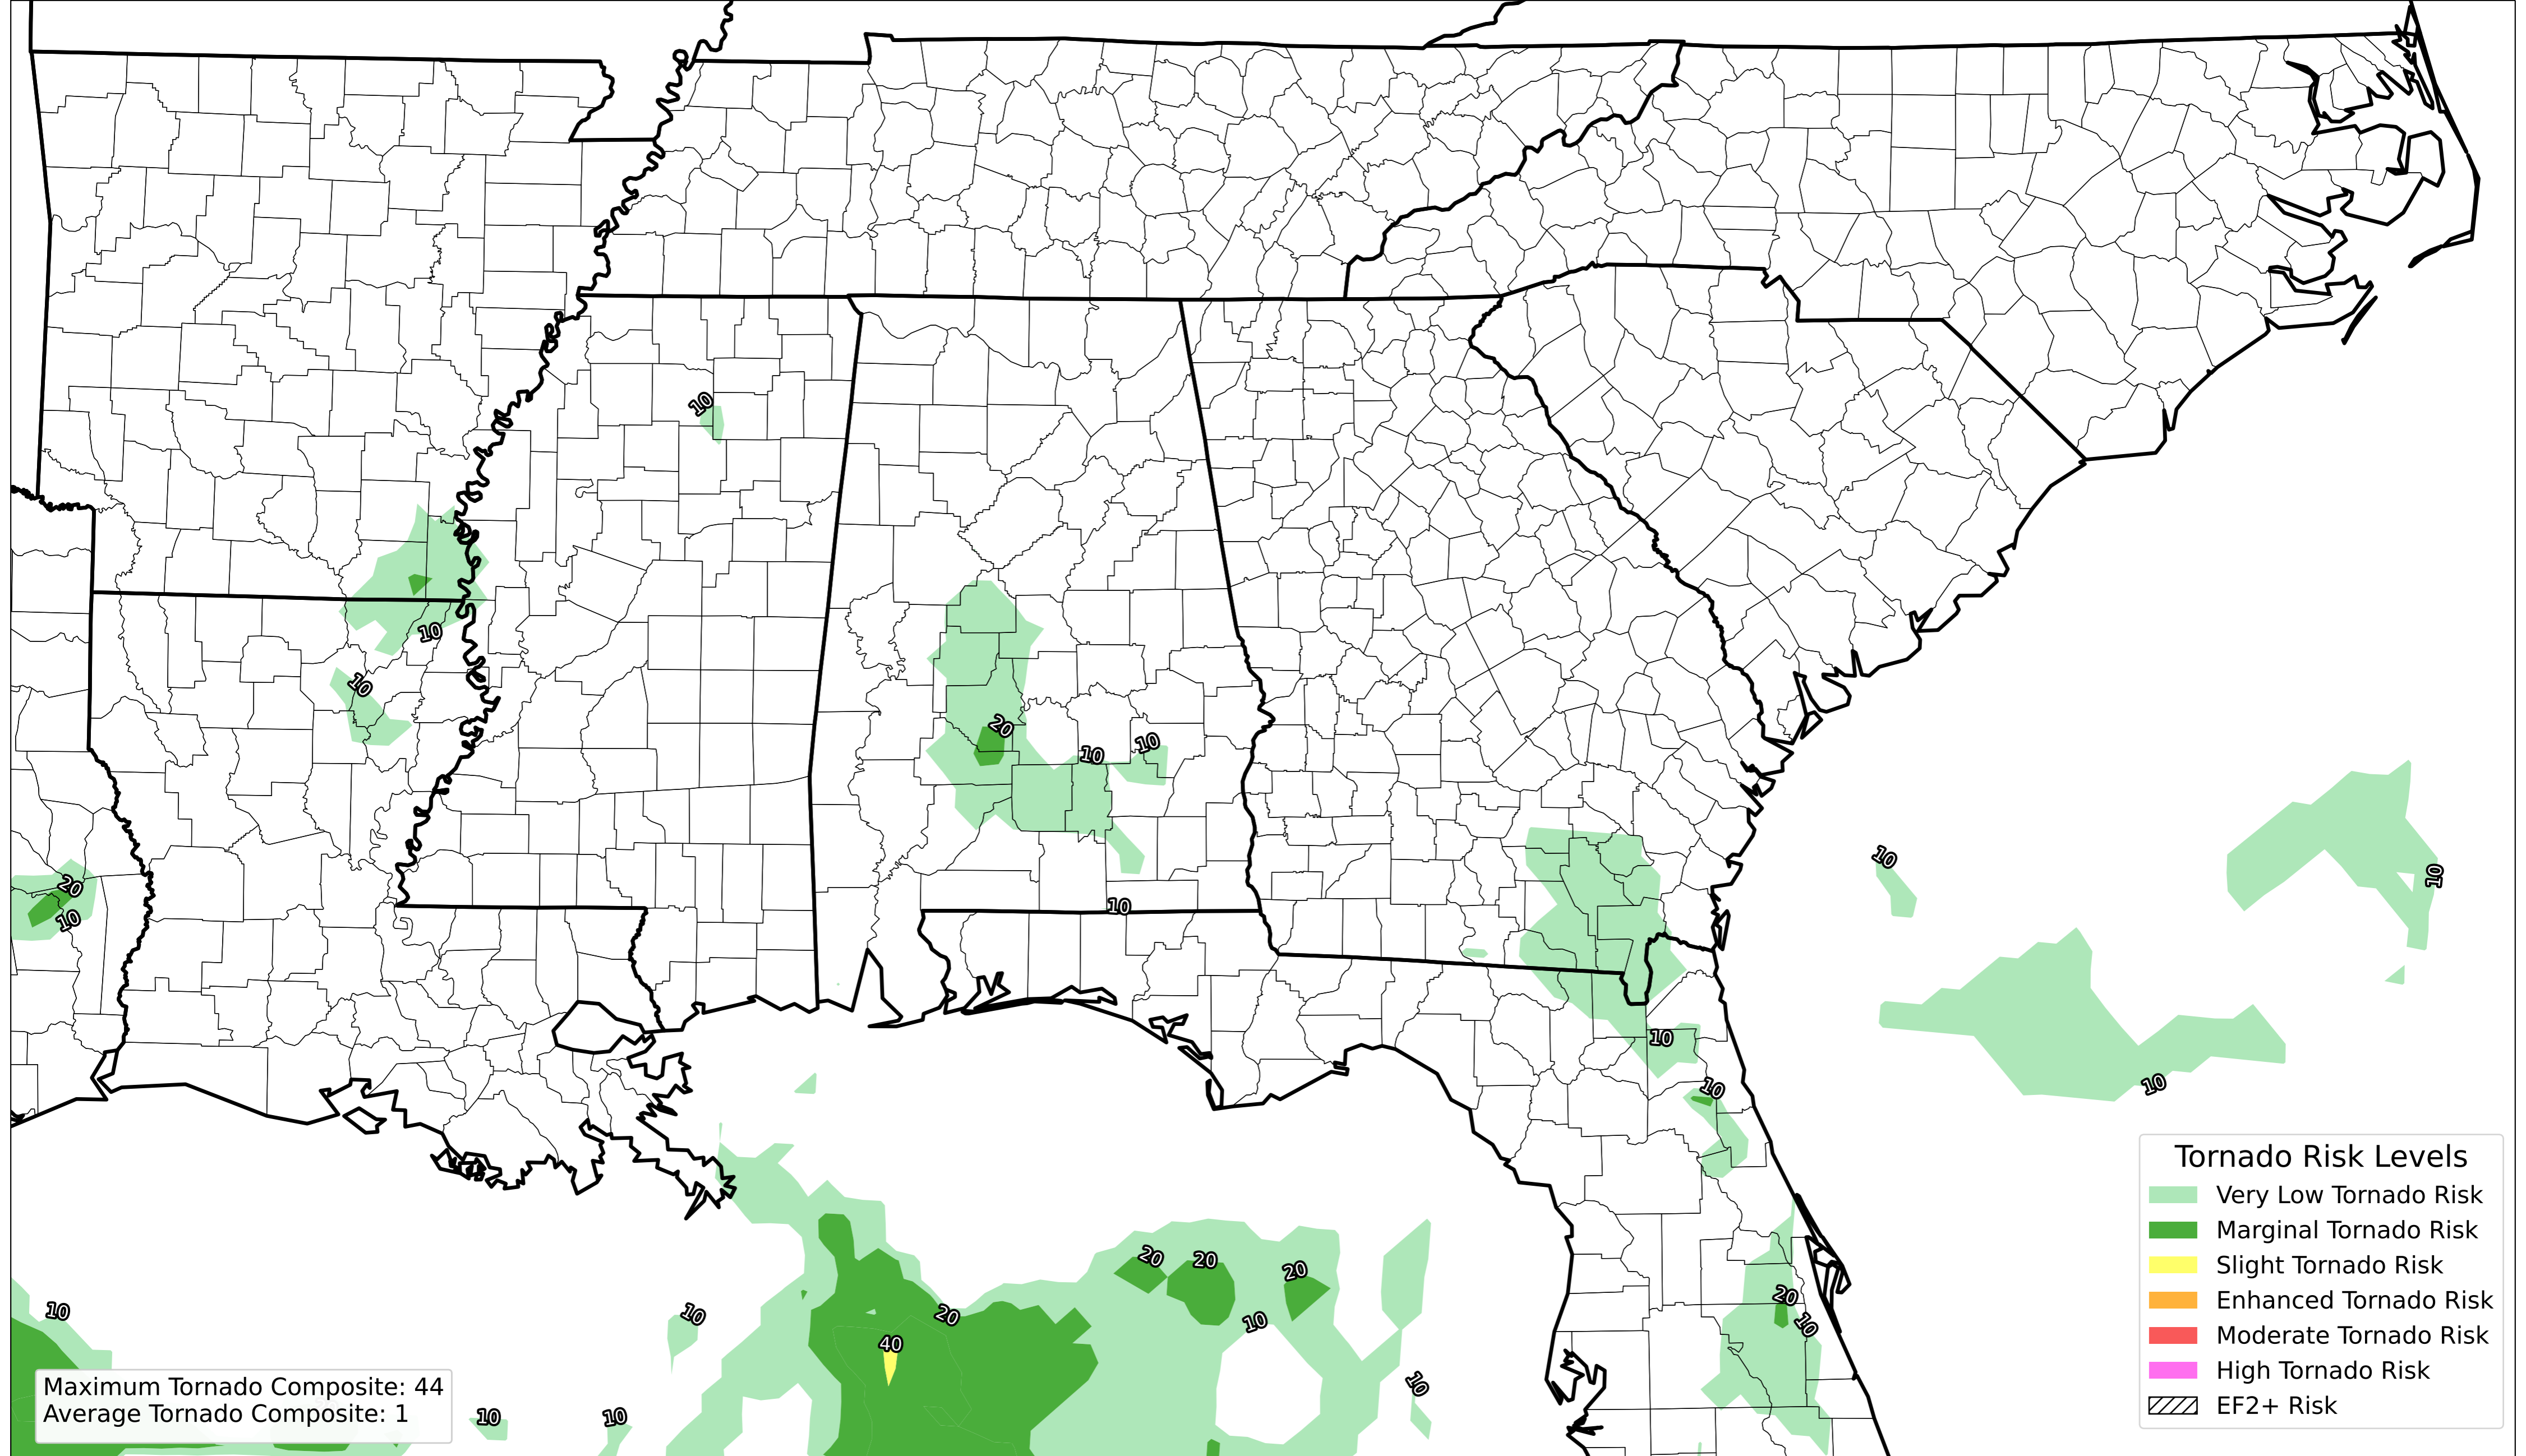 10
10
20
10
10
10
20
10
10
10
10
10
10
10
10
20
20
20
20
10
10
10
20
10
40
10
10
10
Tornado Risk Levels
Very Low Tornado Risk
Marginal Tornado Risk
Slight Tornado Risk
Enhanced Tornado Risk
Moderate Tornado Risk
High Tornado Risk
EF2+ Risk
Maximum Tornado Composite: 44
Average Tornado Composite: 1